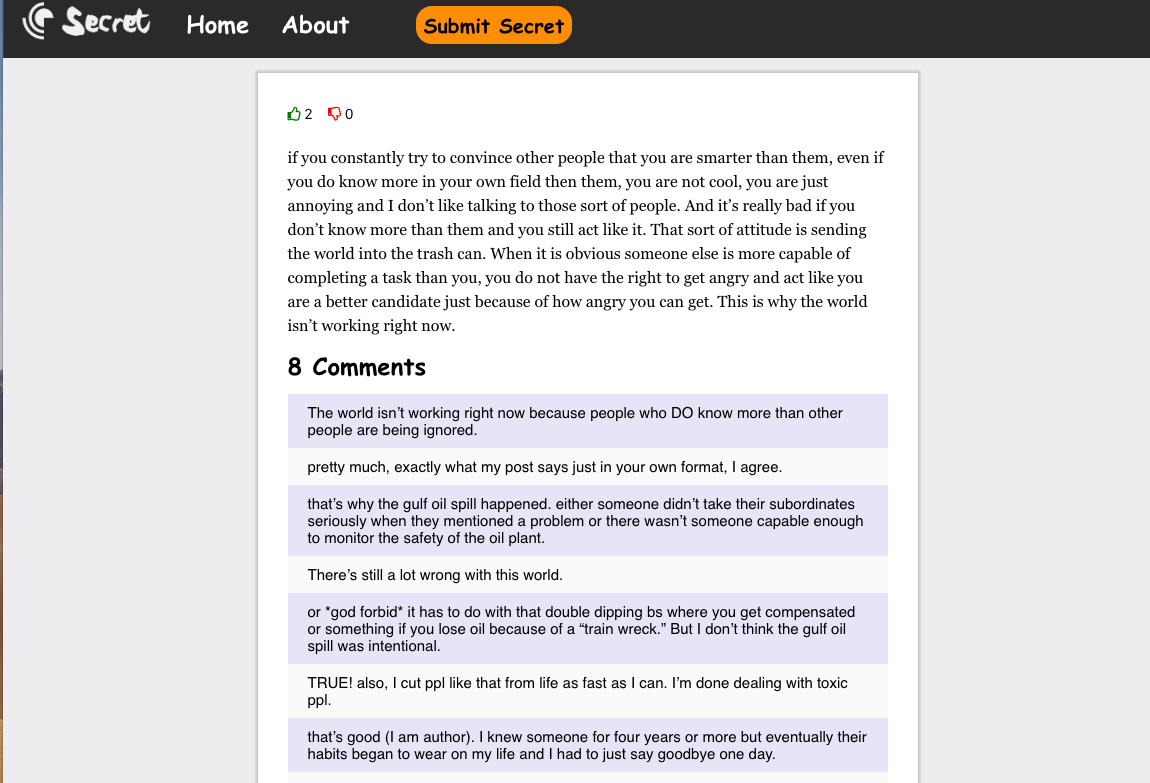 Secret Home About Submit Secret
2 0
if you constantly try to convince other people that you are smarter than them, even if
you do know more in your own field then them, you are not cool, you are just
annoying and I don’t like talking to those sort of people. And it’s really bad if you
don’t know more than them and you still act like it. That sort of attitude is sending
the world into the trash can. When it is obvious someone else is more capable of
completing a task than you, you do not have the right to get angry and act like you
are a better candidate just because of how angry you can get. This is why the world
isn’t working right now.
8 Comments
The world isn’t working right now because people who DO know more than other
people are being ignored.
pretty much, exactly what my post says just in your own format, I agree.
that’s why the gulf oil spill happened. either someone didn’t take their subordinates
seriously when they mentioned a problem or there wasn’t someone capable enough
to monitor the safety of the oil plant.
There’s still a lot wrong with this world.
or *god forbid* it has to do with that double dipping bs where you get compensated
or something if you lose oil because of a “train wreck.” But I don’t think the gulf oil
spill was intentional.
TRUE! also, I cut ppl like that from life as fast as I can. I’m done dealing with toxic
ppl.
that’s good (I am author). I knew someone for four years or more but eventually their
habits began to wear on my life and I had to just say goodbye one day.